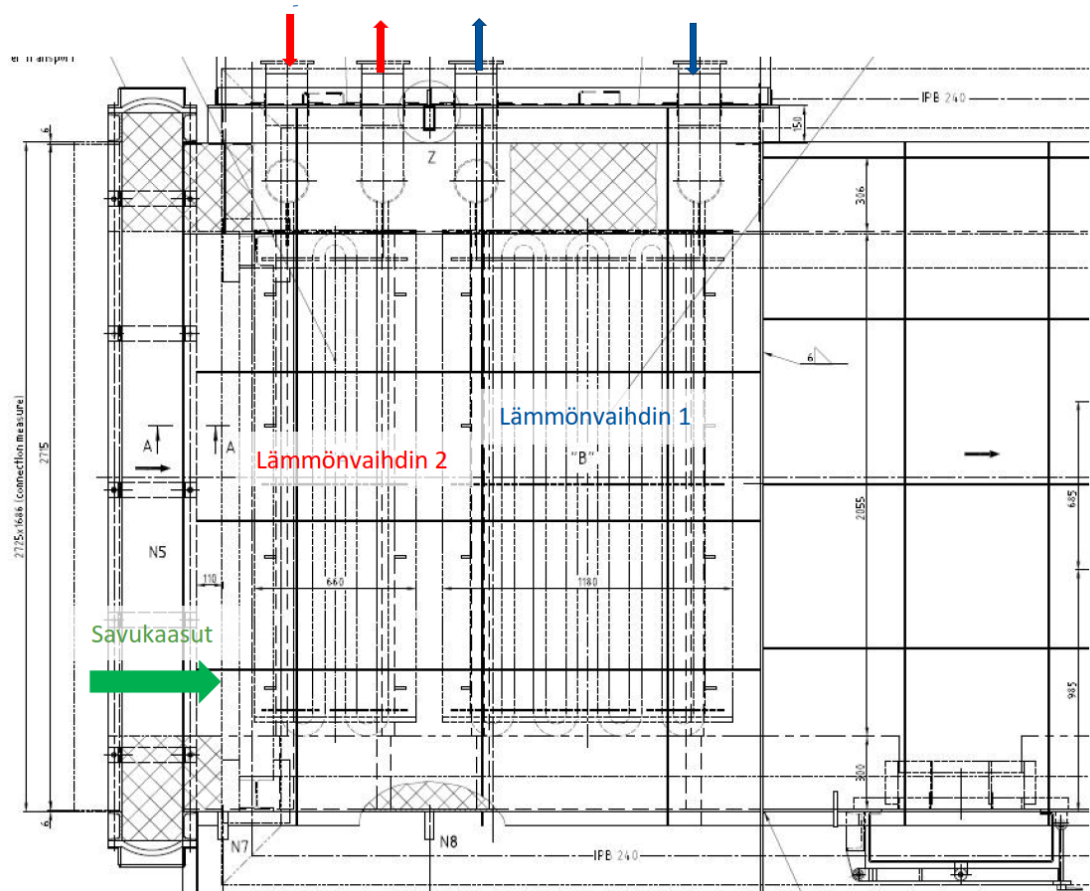 IPB 240
150
6
Z
306
6
2725x1686 (connection measure)
2715
Lämmönvaihdin 1
A
A
Lämmönvaihdin 2
"B"
2055
685
N5
110
660
1180
Savukaasut
985
300
6
N7
N8
IPB 240